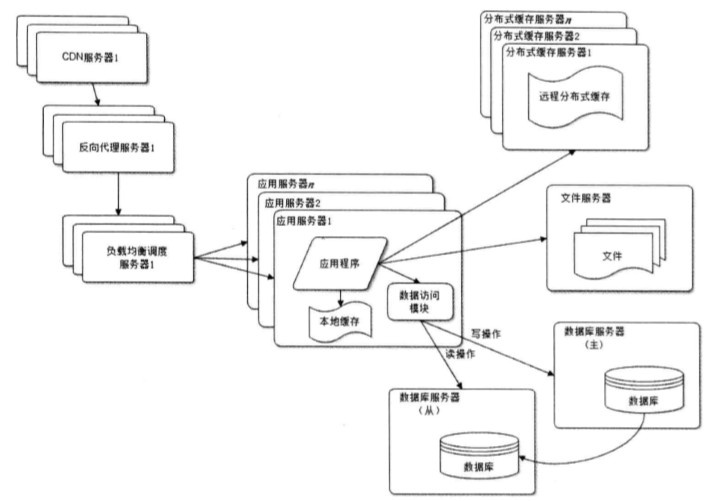 CDN服务器1
反向代理服务器1
负载均衡调度
服务器1
应用服务器n
应用服务器2
应用服务器1
应用程序
本地缓存
数据访问
模块
分布式缓存服务器n
分布式缓存服务器2
分布式缓存服务器1
远程分布式缓存
文件服务器
文件
写操作
读操作
数据库服务器
（主）
数据库
数据库服务器
（从）
数据库